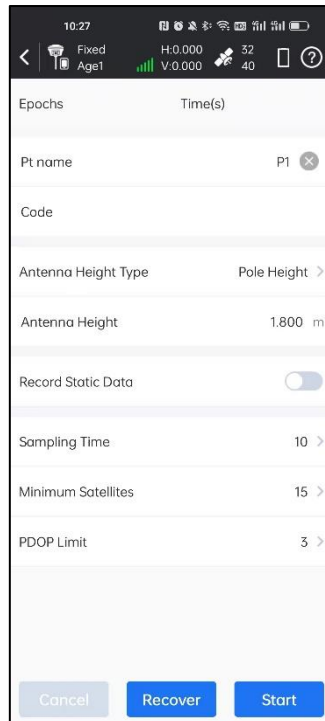 10:27
Fixed H:0.000 32
Age1 V:0.000 40
Epochs Time(s)
Pt name P1
Code
Antenna Height Type Pole Height
Antenna Height 1.800 m
Record Static Data
Sampling Time 10
Minimum Satellites 15
PDOP Limit 3
Cancel Recover Start